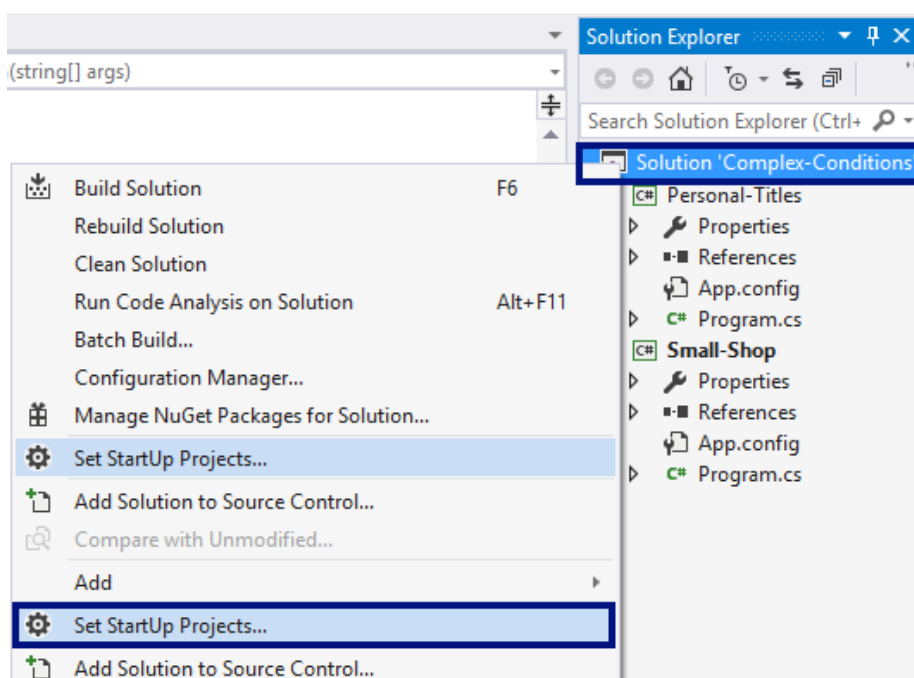 Solution Explorer
(string[] args)
Search Solution Explorer (Ctrl+
Solution 'Complex-Conditions
Build Solution F6
Rebuild Solution
Clean Solution
Run Code Analysis on Solution Alt+F11
Batch Build...
Configuration Manager...
Manage NuGet Packages for Solution...
Set StartUp Projects...
Add Solution to Source Control...
Compare with Unmodified...
Add
Set StartUp Projects...
Add Solution to Source Control...
C# Personal-Titles
Properties
References
App.config
C# Program.cs
C# Small-Shop
Properties
References
App.config
C# Program.cs